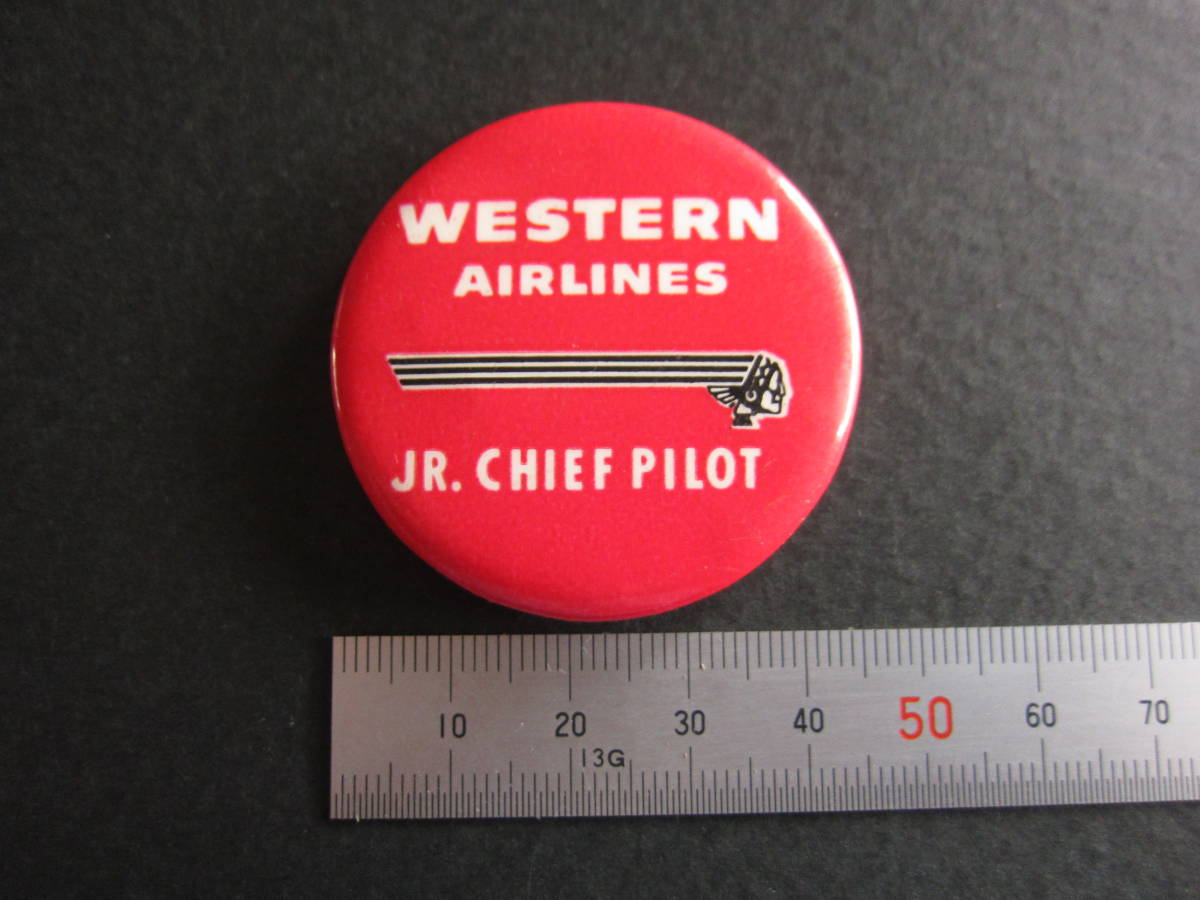 WESTERN
AIRLINES
JR. CHIEF PILOT
10 20 30 40 50 60 70
13G